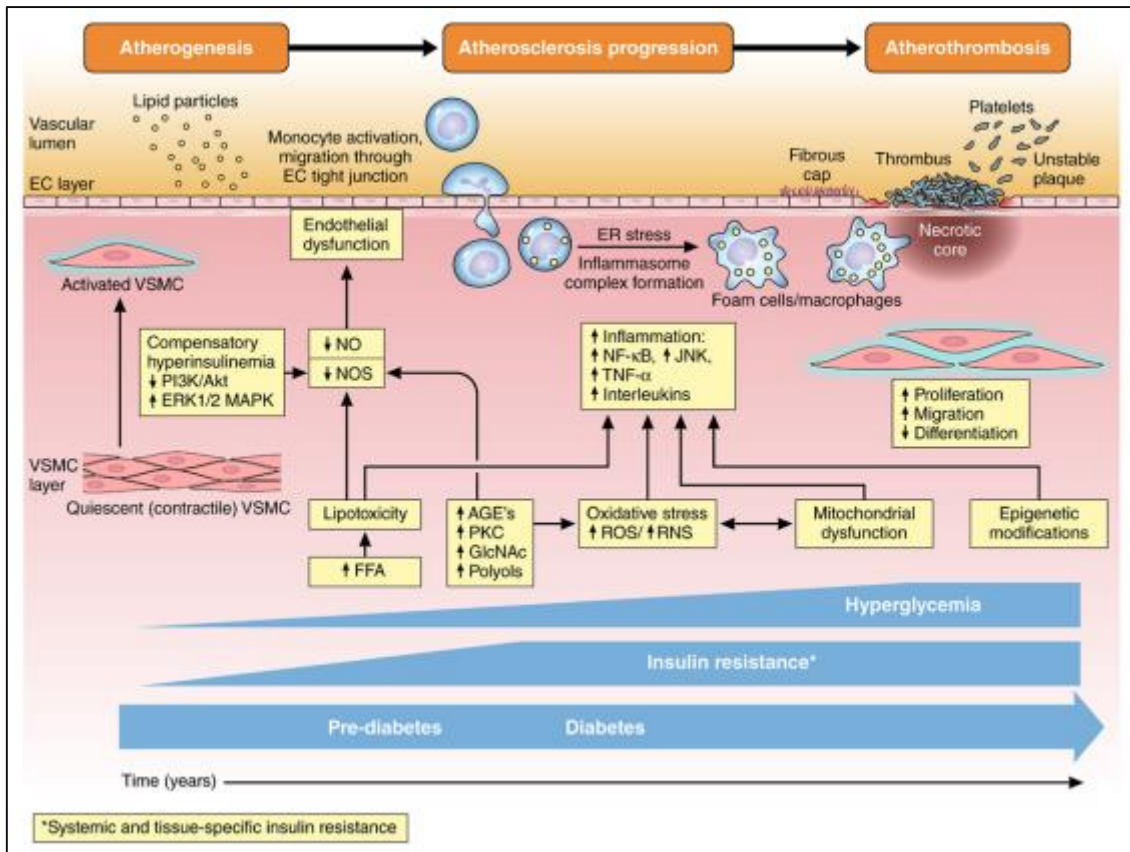 Atherogenesis
Atherosclerosis progression
Atherothrombosis
Lipid particles
Vascular
lumen
EC layer
Monocyte activation,
migration through
EC tight junction
Platelets
Fibrous
cap
Thrombus
Unstable
plaque
Endothelial
dysfunction
ER stress
Inflammasome
complex formation
Necrotic
core
Foam cells/macrophages
Activated VSMC
Compensatory
hyperinsulinemia
↓ PI3K/Akt
↑ ERK1/2 MAPK
↓ NO
↓ NOS
↑ Inflammation:
↑ NF-κB, ↑ JNK,
↑ TNF-α
↑ Interleukins
↑ Proliferation
↑ Migration
↓ Differentiation
VSMC
layer
Quiescent (contractile) VSMC
Lipotoxicity
↑ FFA
↑ AGE's
↑ PKC
↑ GlcNAc
↑ Polyols
Oxidative stress
↑ ROS/ ↑ RNS
Mitochondrial
dysfunction
Epigenetic
modifications
Hyperglycemia
Insulin resistance*
Pre-diabetes
Diabetes
Time (years)
*Systemic and tissue-specific insulin resistance